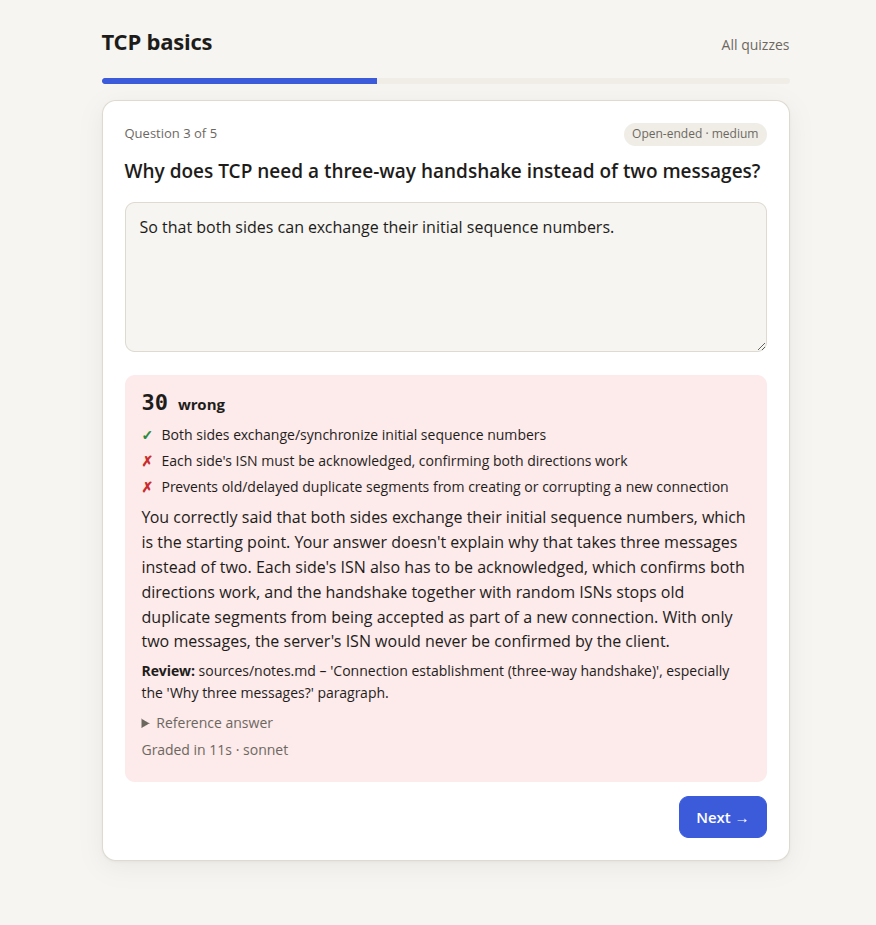 TCP basics
All quizzes
Question 3 of 5
Open-ended · medium
Why does TCP need a three-way handshake instead of two messages?
So that both sides can exchange their initial sequence numbers.
30 wrong
✓ Both sides exchange/synchronize initial sequence numbers
✗ Each side's ISN must be acknowledged, confirming both directions work
✗ Prevents old/delayed duplicate segments from creating or corrupting a new connection
You correctly said that both sides exchange their initial sequence numbers, which
is the starting point. Your answer doesn't explain why that takes three messages
instead of two. Each side's ISN also has to be acknowledged, which confirms both
directions work, and the handshake together with random ISNs stops old
duplicate segments from being accepted as part of a new connection. With only
two messages, the server's ISN would never be confirmed by the client.
Review: sources/notes.md – 'Connection establishment (three-way handshake)', especially
the 'Why three messages?' paragraph.
▶ Reference answer
Graded in 11s · sonnet
Next →